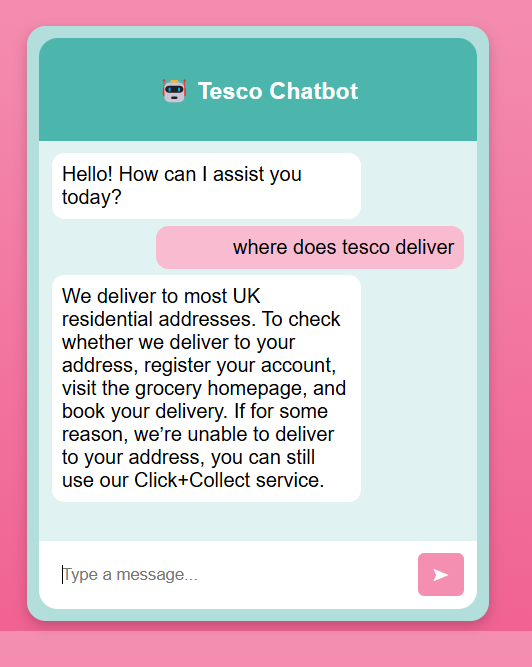 Tesco Chatbot
Hello! How can I assist you
today?
where does tesco deliver
We deliver to most UK
residential addresses. To check
whether we deliver to your
address, register your account,
visit the grocery homepage, and
book your delivery. If for some
reason, we’re unable to deliver
to your address, you can still
use our Click+Collect service.
Type a message...